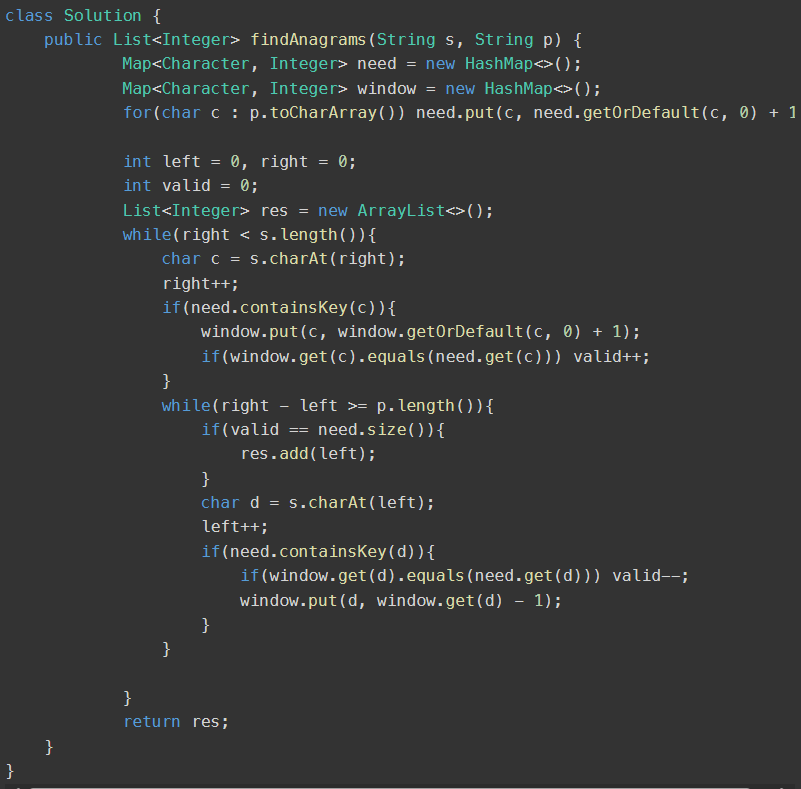 class Solution {
    public List<Integer> findAnagrams(String s, String p) {
            Map<Character, Integer> need = new HashMap<>();
            Map<Character, Integer> window = new HashMap<>();
            for(char c : p.toCharArray()) need.put(c, need.getOrDefault(c, 0) + 1

            int left = 0, right = 0;
            int valid = 0;
            List<Integer> res = new ArrayList<>();
            while(right < s.length()){
                char c = s.charAt(right);
                right++;
                if(need.containsKey(c)){
                    window.put(c, window.getOrDefault(c, 0) + 1);
                    if(window.get(c).equals(need.get(c))) valid++;
                }
                while(right - left >= p.length()){
                    if(valid == need.size()){
                        res.add(left);
                    }
                    char d = s.charAt(left);
                    left++;
                    if(need.containsKey(d)){
                        if(window.get(d).equals(need.get(d))) valid--;
                        window.put(d, window.get(d) - 1);
                    }
                }

            }
            return res;
    }
}